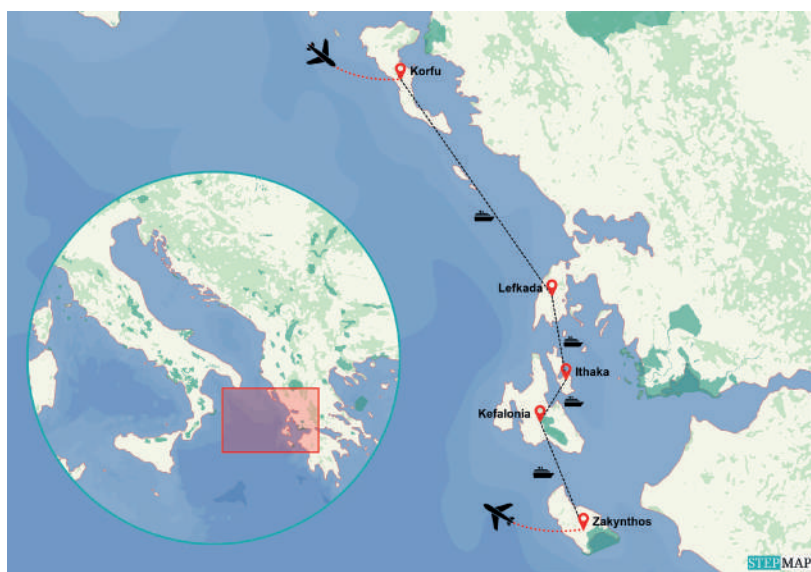 Korfu
Lefkada
Ithaka
Kefalonia
Zakynthos
STEPMAP